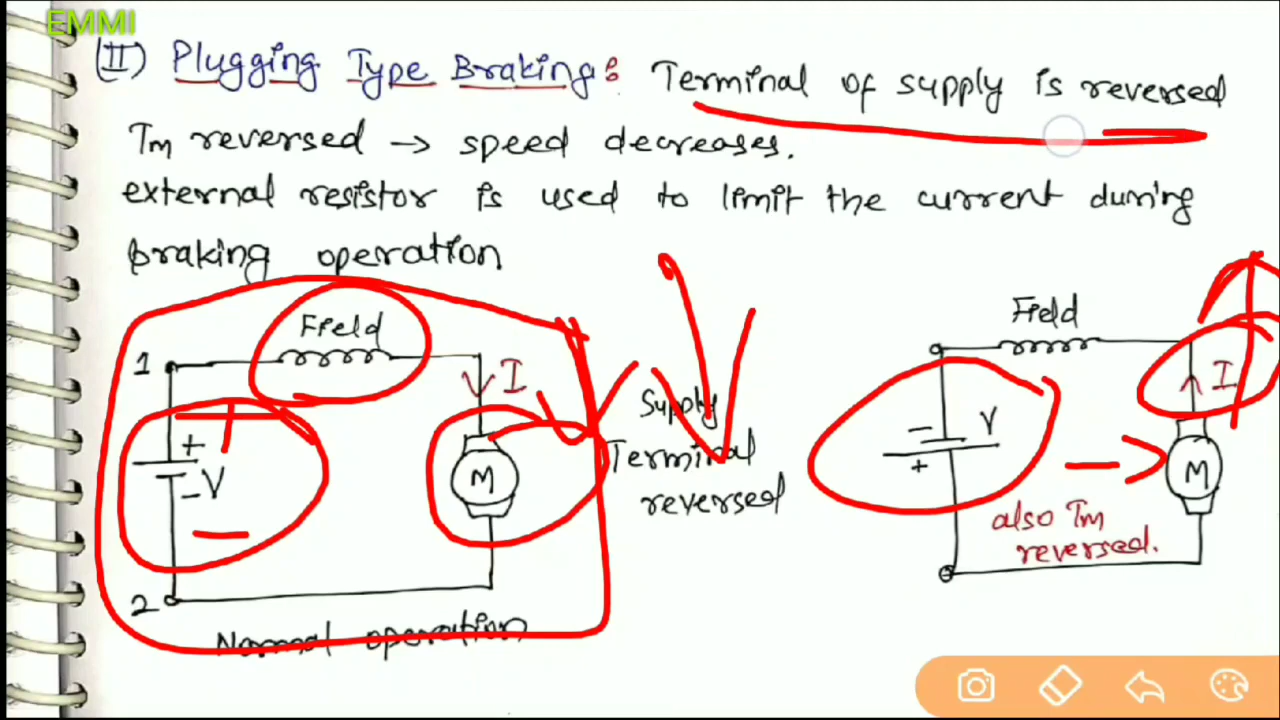 EMMI
(II) Plugging Type Braking: Terminal of supply is reversed
Tm reversed → speed decreases.
external resistor is used to limit the current during
braking operation
Field
1
I
+
V
-
M
2
Normal operation
Supply
Terminal
reversed
Field
I
-
V
+
M
also Tm
reversed.